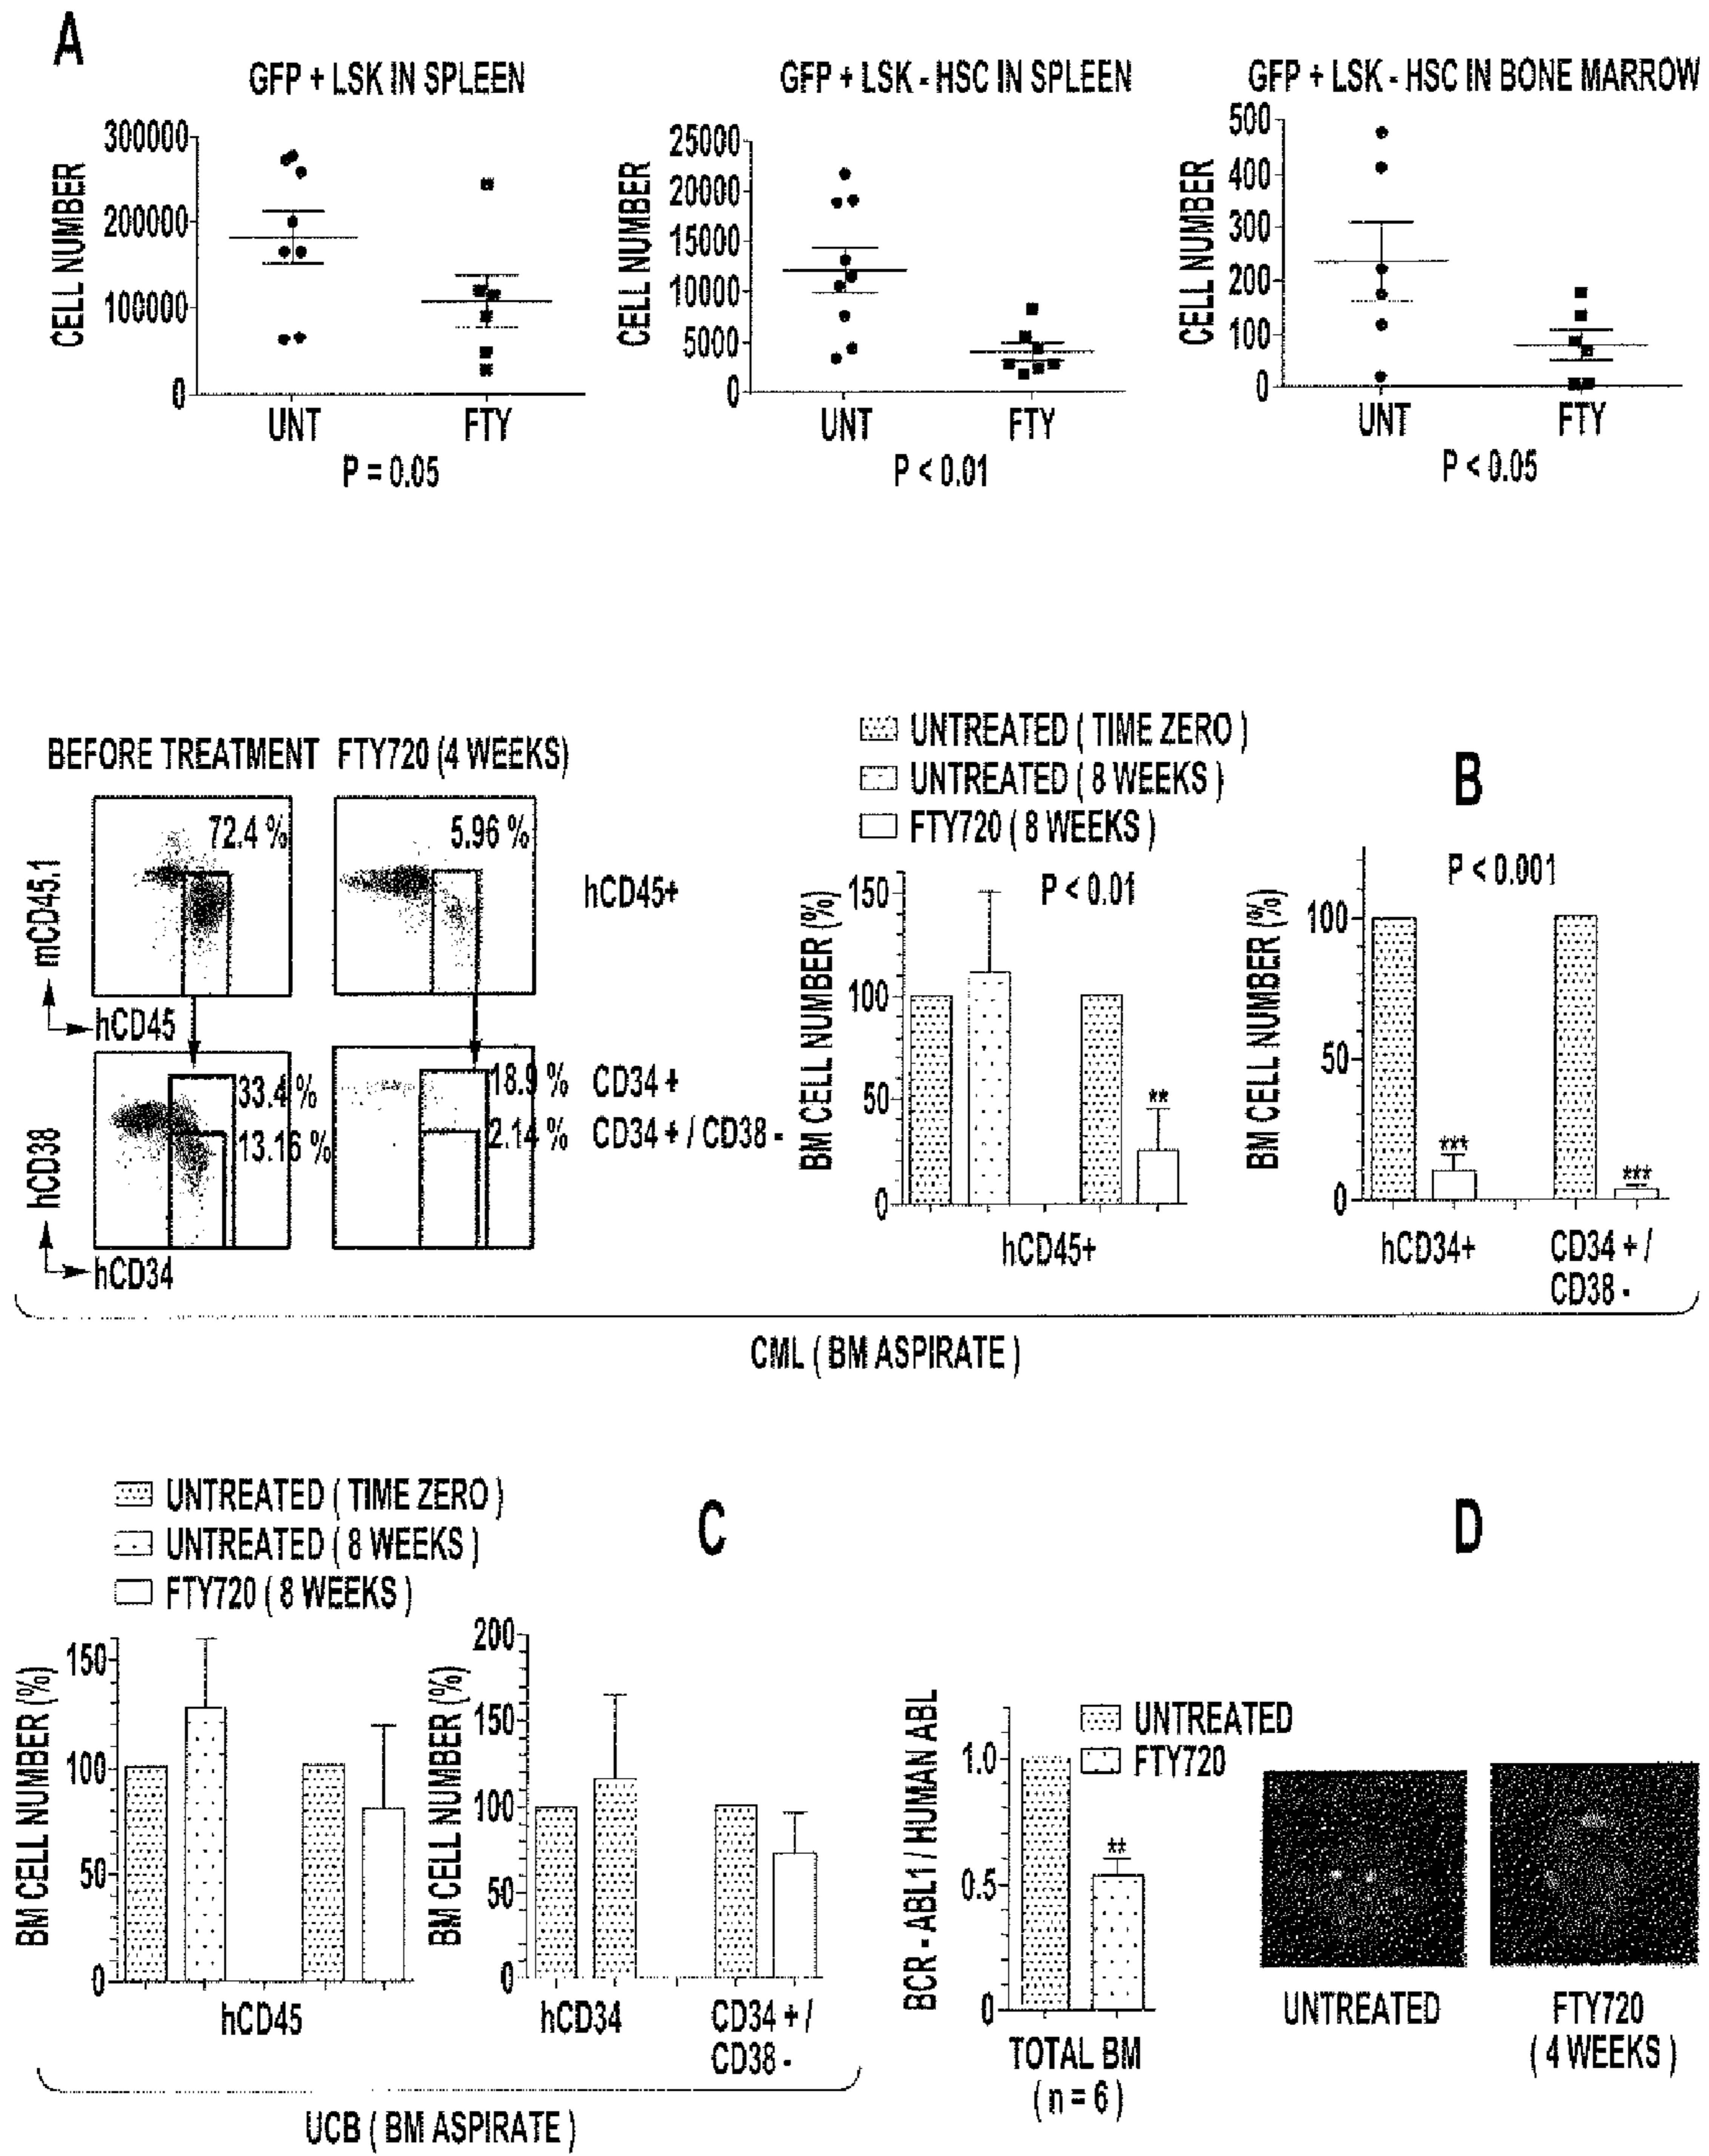 A
GFP + LSK IN SPLEEN
CELL NUMBER
300000
200000
100000
0
UNT
FTY
P = 0.05
GFP + LSK - HSC IN SPLEEN
CELL NUMBER
25000
20000
15000
10000
5000
0
UNT
FTY
P < 0.01
GFP + LSK - HSC IN BONE MARROW
CELL NUMBER
500
400
300
200
100
0
UNT
FTY
P < 0.05
B
BEFORE TREATMENT
FTY720 (4 WEEKS)
72.4 %
5.96 %
hCD45+
mCD45.1
hCD45
33.4 %
13.16 %
18.9 %
2.14 %
CD34 +
CD34 + / CD38 -
hCD38
hCD34
UNTREATED ( TIME ZERO )
UNTREATED ( 8 WEEKS )
FTY720 ( 8 WEEKS )
BM CELL NUMBER (%)
150
100
50
0
P < 0.01
**
hCD45+
BM CELL NUMBER (%)
100
50
0
P < 0.001
***
***
hCD34+
CD34 + /
CD38 -
CML ( BM ASPIRATE )
C
UNTREATED ( TIME ZERO )
UNTREATED ( 8 WEEKS )
FTY720 ( 8 WEEKS )
BM CELL NUMBER (%)
150
100
50
0
hCD45
BM CELL NUMBER (%)
200
150
100
50
0
hCD34
CD34 + /
CD38 -
UCB ( BM ASPIRATE )
D
BCR - ABL1 / HUMAN ABL
1.0
0.5
0
UNTREATED
FTY720
**
TOTAL BM
( n = 6 )
UNTREATED
FTY720
( 4 WEEKS )